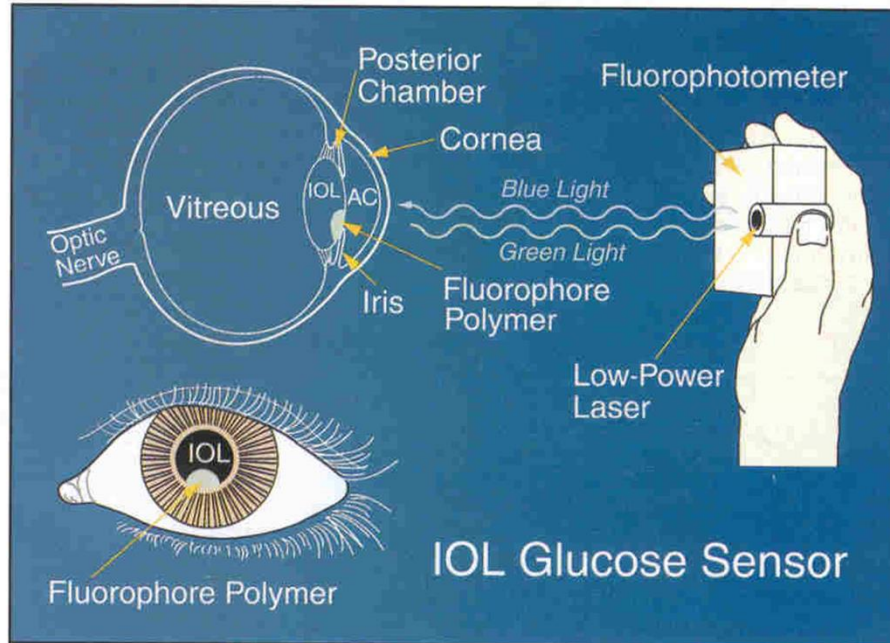 Posterior
Chamber
Cornea
Fluorophotometer
IOL
AC
Vitreous
Blue Light
Green Light
Optic
Nerve
Iris
Fluorophore
Polymer
Low-Power
Laser
IOL
Fluorophore Polymer
IOL Glucose Sensor